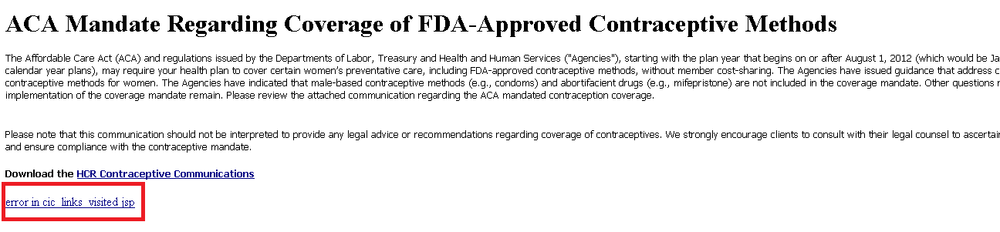 ACA Mandate Regarding Coverage of FDA-Approved Contraceptive Methods
The Affordable Care Act (ACA) and regulations issued by the Departments of Labor, Treasury and Health and Human Services ("Agencies"), starting with the plan year that begins on or after August 1, 2012 (which would be Ja
calendar year plans), may require your health plan to cover certain women's preventative care, including FDA-approved contraceptive methods, without member cost-sharing. The Agencies have issued guidance that address c
contraceptive methods for women. The Agencies have indicated that male-based contraceptive methods (e.g., condoms) and abortifacient drugs (e.g., mifepristone) are not included in the coverage mandate. Other questions r
implementation of the coverage mandate remain. Please review the attached communication regarding the ACA mandated contraception coverage.
Please note that this communication should not be interpreted to provide any legal advice or recommendations regarding coverage of contraceptives. We strongly encourage clients to consult with their legal counsel to ascertain
and ensure compliance with the contraceptive mandate.
Download the HCR Contraceptive Communications
error in cic_links_visited jsp